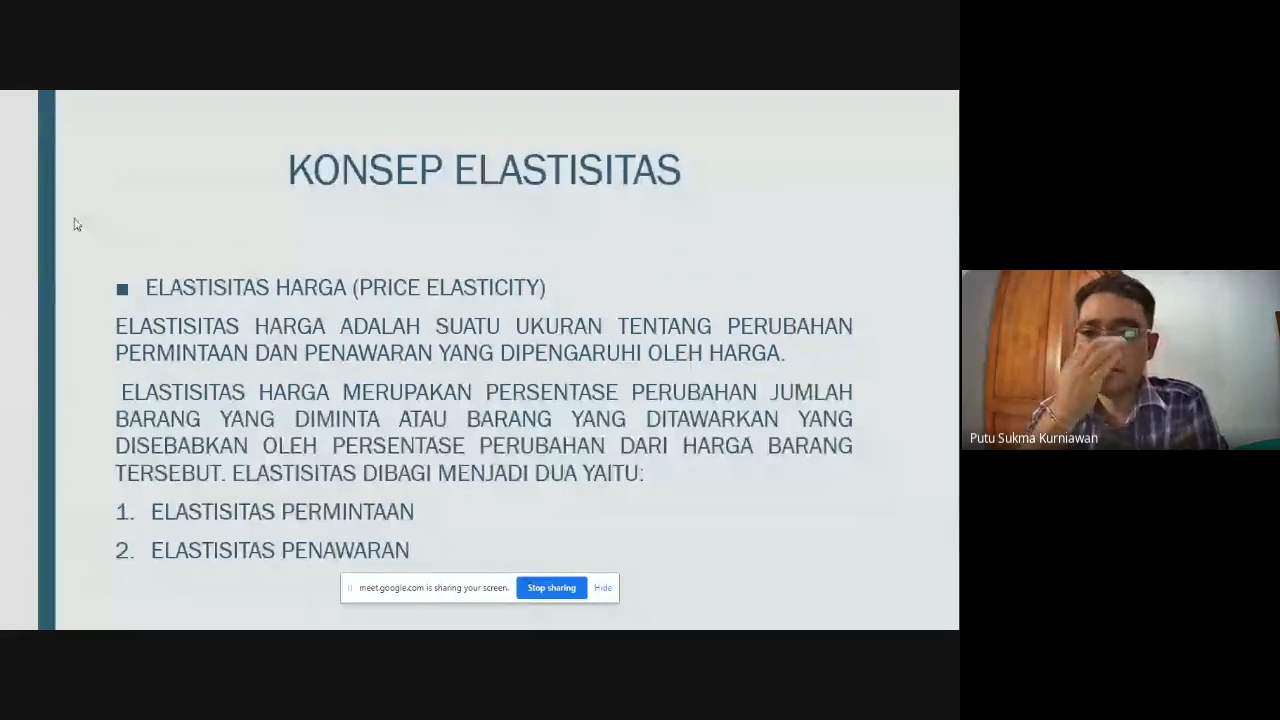 KONSEP ELASTISITAS
■ ELASTISITAS HARGA (PRICE ELASTICITY)
ELASTISITAS HARGA ADALAH SUATU UKURAN TENTANG PERUBAHAN
PERMINTAAN DAN PENAWARAN YANG DIPENGARUHI OLEH HARGA.
ELASTISITAS HARGA MERUPAKAN PERSENTASE PERUBAHAN JUMLAH
BARANG YANG DIMINTA ATAU BARANG YANG DITAWARKAN YANG
DISEBABKAN OLEH PERSENTASE PERUBAHAN DARI HARGA BARANG
TERSEBUT. ELASTISITAS DIBAGI MENJADI DUA YAITU:
1. ELASTISITAS PERMINTAAN
2. ELASTISITAS PENAWARAN
meet.google.com is sharing your screen. Stop sharing Hide
Putu Sukma Kurniawan